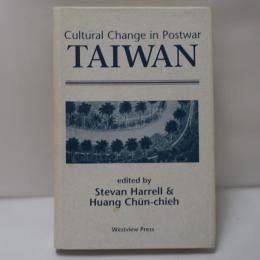 Cultural Change in Postwar
TAIWAN
edited by
Stevan Harrell &
Huang Chün-chieh
Westview Press